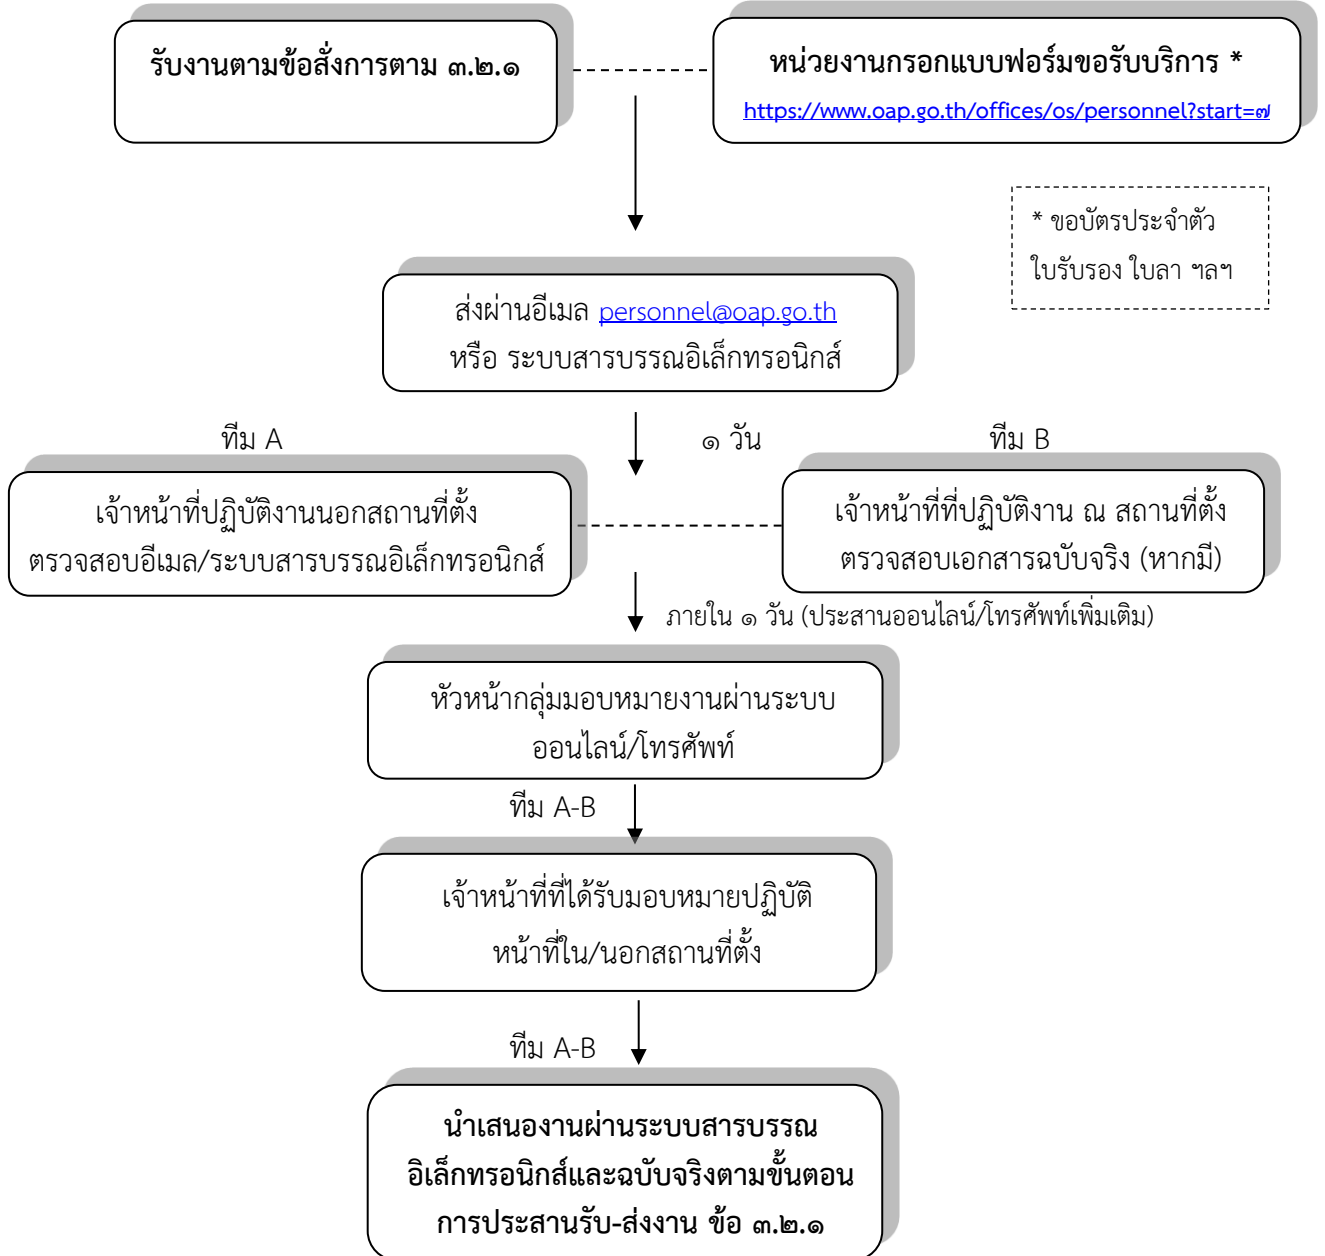 รับงานตามข้อสั่งการตาม ๓.๒.๑
หน่วยงานกรอกแบบฟอร์มขอรับบริการ *
https://www.oap.go.th/offices/os/personnel?start=๗
* ขอบัตรประจำตัว
ใบรับรอง ใบลา ฯลฯ
ส่งผ่านอีเมล personnel@oap.go.th
หรือ ระบบสารบรรณอิเล็กทรอนิกส์
ทีม A
๑ วัน
ทีม B
เจ้าหน้าที่ปฏิบัติงานนอกสถานที่ตั้ง
ตรวจสอบอีเมล/ระบบสารบรรณอิเล็กทรอนิกส์
เจ้าหน้าที่ที่ปฏิบัติงาน ณ สถานที่ตั้ง
ตรวจสอบเอกสารฉบับจริง (หากมี)
ภายใน ๑ วัน (ประสานออนไลน์/โทรศัพท์เพิ่มเติม)
หัวหน้ากลุ่มมอบหมายงานผ่านระบบ
ออนไลน์/โทรศัพท์
ทีม A-B
เจ้าหน้าที่ที่ได้รับมอบหมายปฏิบัติ
หน้าที่ใน/นอกสถานที่ตั้ง
ทีม A-B
นำเสนองานผ่านระบบสารบรรณ
อิเล็กทรอนิกส์และฉบับจริงตามขั้นตอน
การประสานรับ-ส่งงาน ข้อ ๓.๒.๑